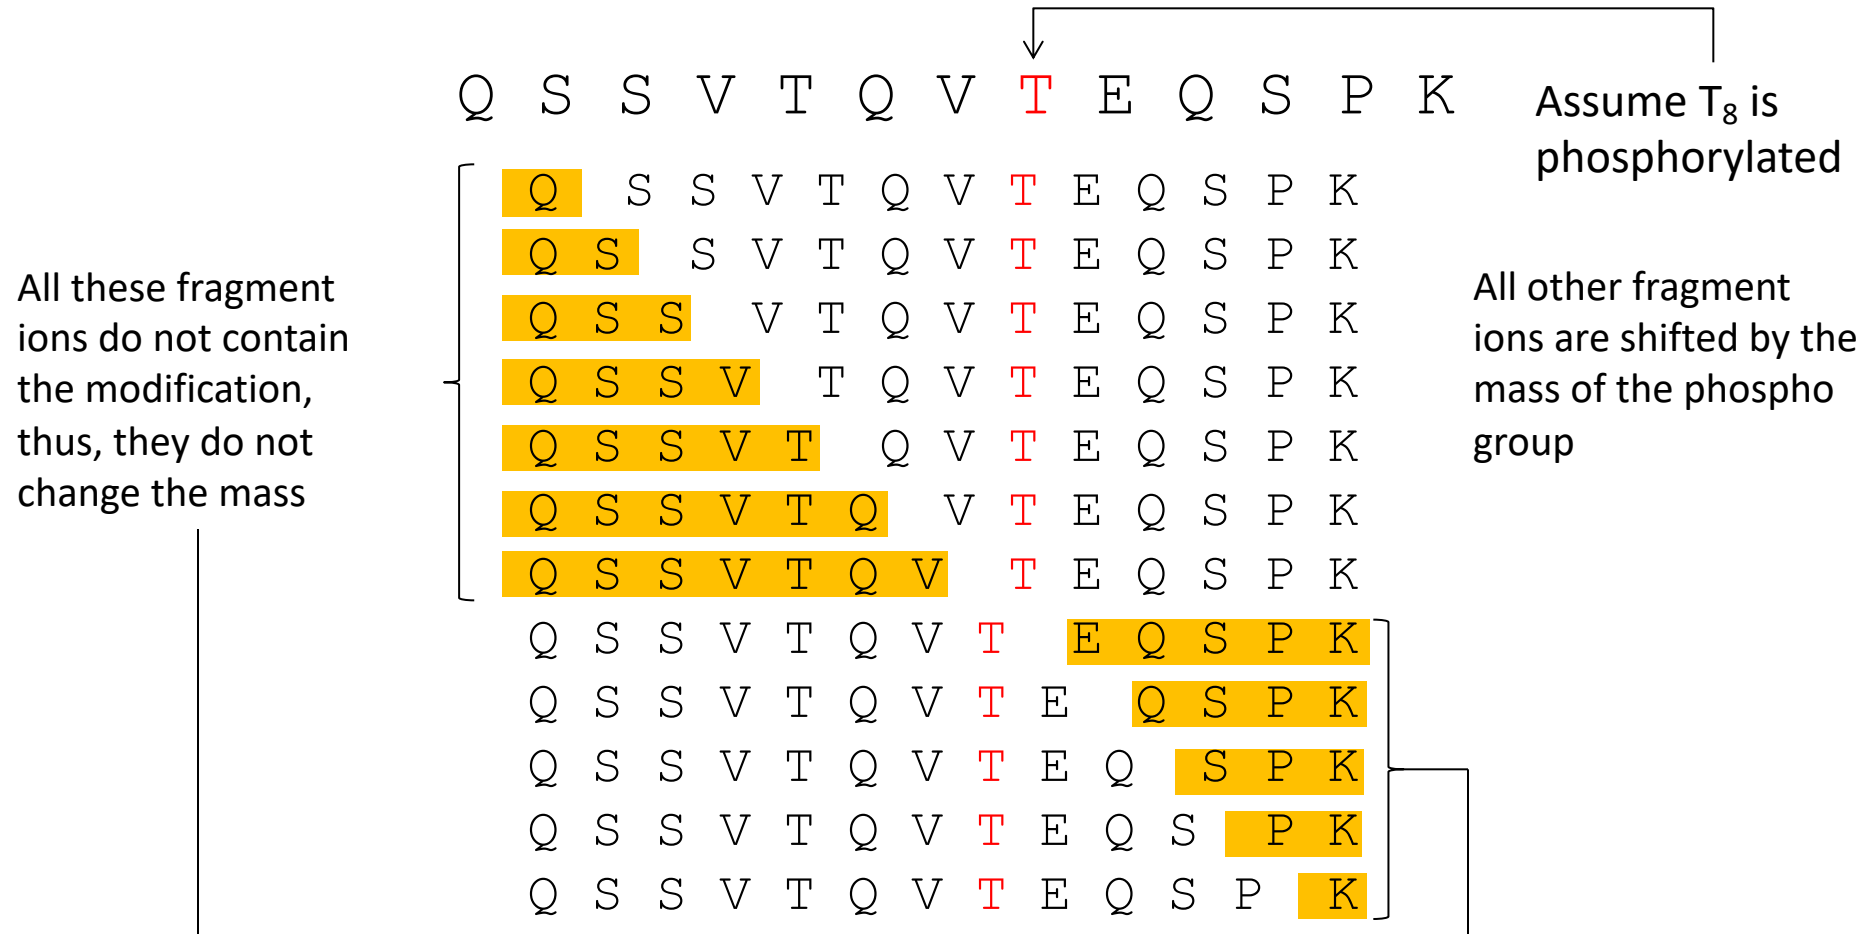 Q S S V T Q V T E Q S P K
Assume T₈ is
phosphorylated
Q S S V T Q V T E Q S P K
Q S S V T Q V T E Q S P K
Q S S V T Q V T E Q S P K
Q S S V T Q V T E Q S P K
Q S S V T Q V T E Q S P K
Q S S V T Q V T E Q S P K
Q S S V T Q V T E Q S P K
Q S S V T Q V T E Q S P K
Q S S V T Q V T E Q S P K
Q S S V T Q V T E Q S P K
Q S S V T Q V T E Q S P K
Q S S V T Q V T E Q S P K
All these fragment
ions do not contain
the modification,
thus, they do not
change the mass
All other fragment
ions are shifted by the
mass of the phospho
group